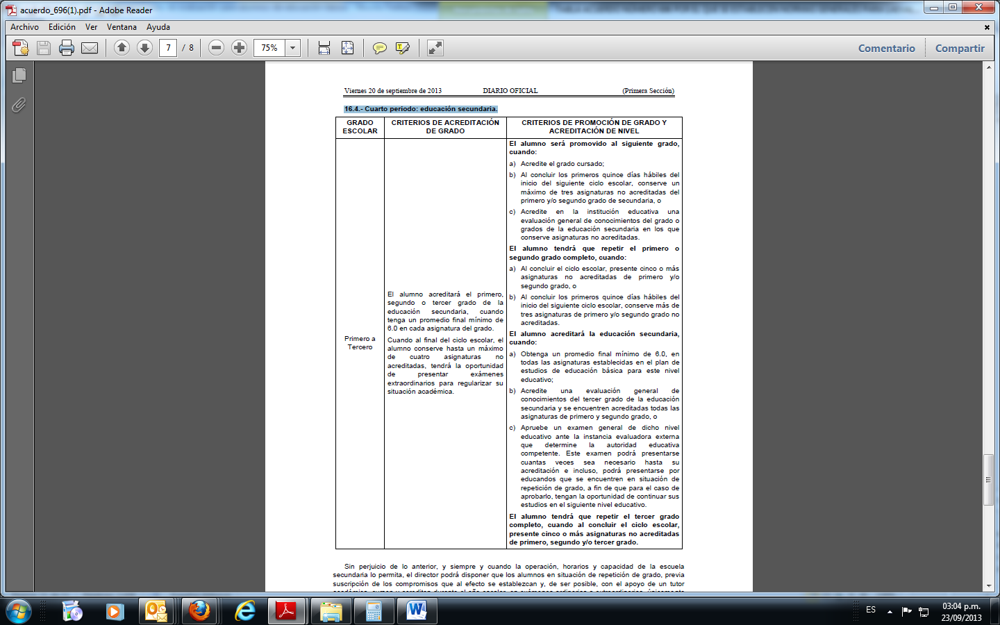 acuerdo_696(1).pdf - Adobe Reader
Archivo Edición Ver Ventana Ayuda
7 / 8 75% Comentario Compartir
Viernes 20 de septiembre de 2013 DIARIO OFICIAL (Primera Sección)
16.4.- Cuarto periodo: educación secundaria.
GRADO ESCOLAR
CRITERIOS DE ACREDITACIÓN DE GRADO
CRITERIOS DE PROMOCIÓN DE GRADO Y ACREDITACIÓN DE NIVEL
Primero a
Tercero
El alumno acreditará el primero,
segundo o tercer grado de la
educación secundaria, cuando
tenga un promedio final mínimo de
6.0 en cada asignatura del grado.
Cuando al final del ciclo escolar, el
alumno conserve hasta un máximo
de cuatro asignaturas no
acreditadas, tendrá la oportunidad
de presentar exámenes
extraordinarios para regularizar su
situación académica.
El alumno será promovido al siguiente grado,
cuando:
a) Acredite el grado cursado;
b) Al concluir los primeros quince días hábiles del
inicio del siguiente ciclo escolar, conserve un
máximo de tres asignaturas no acreditadas del
primero y/o segundo grado de secundaria, o
c) Acredite en la institución educativa una
evaluación general de conocimientos del grado o
grados de la educación secundaria en los que
conserve asignaturas no acreditadas.
El alumno tendrá que repetir el primero o
segundo grado completo, cuando:
a) Al concluir el ciclo escolar, presente cinco o más
asignaturas no acreditadas de primero y/o
segundo grado, o
b) Al concluir los primeros quince días hábiles del
inicio del siguiente ciclo escolar, conserve más de
tres asignaturas de primero y/o segundo grado no
acreditadas.
El alumno acreditará la educación secundaria,
cuando:
a) Obtenga un promedio final mínimo de 6.0, en
todas las asignaturas establecidas en el plan de
estudios de educación básica para este nivel
educativo;
b) Acredite una evaluación general de
conocimientos del tercer grado de la educación
secundaria y se encuentren acreditadas todas las
asignaturas de primero y segundo grado, o
c) Apruebe un examen general de dicho nivel
educativo ante la instancia evaluadora externa
que determine la autoridad educativa
competente. Este examen podrá presentarse
cuantas veces sea necesario hasta su
acreditación e incluso, podrá presentarse por
educandos que se encuentren en situación de
repetición de grado, a fin de que para el caso de
aprobarlo, tengan la oportunidad de continuar sus
estudios en el siguiente nivel educativo.
El alumno tendrá que repetir el tercer grado
completo, cuando al concluir el ciclo escolar,
presente cinco o más asignaturas no acreditadas
de primero, segundo y/o tercer grado.
Sin perjuicio de lo anterior, y siempre y cuando la operación, horarios y capacidad de la escuela
secundaria lo permita, el director podrá disponer que los alumnos en situación de repetición de grado, previa
suscripción de los compromisos que al efecto se establezcan y, de ser posible, con el apoyo de un tutor
ES 03:04 p.m.
23/09/2013